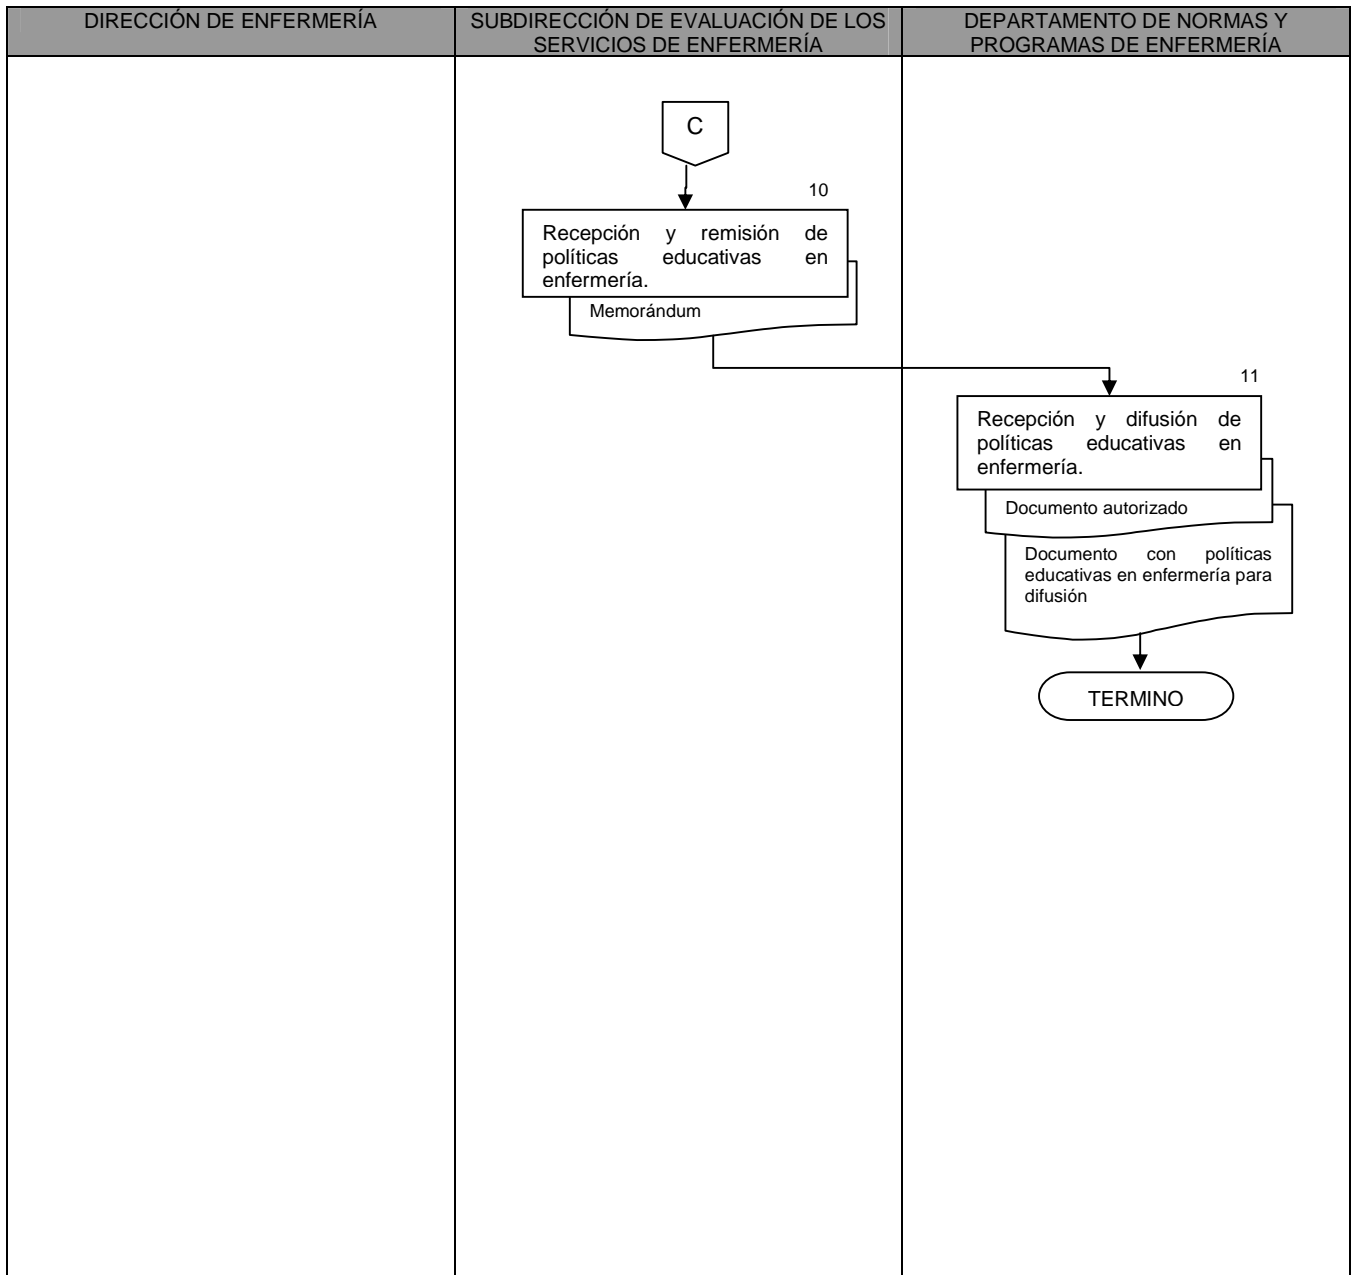 DIRECCIÓN DE ENFERMERÍA
SUBDIRECCIÓN DE EVALUACIÓN DE LOS
SERVICIOS DE ENFERMERÍA
DEPARTAMENTO DE NORMAS Y
PROGRAMAS DE ENFERMERÍA
C
10
Recepción y remisión de
políticas educativas en
enfermería.
Memorándum
11
Recepción y difusión de
políticas educativas en
enfermería.
Documento autorizado
Documento con políticas
educativas en enfermería para
difusión
TERMINO